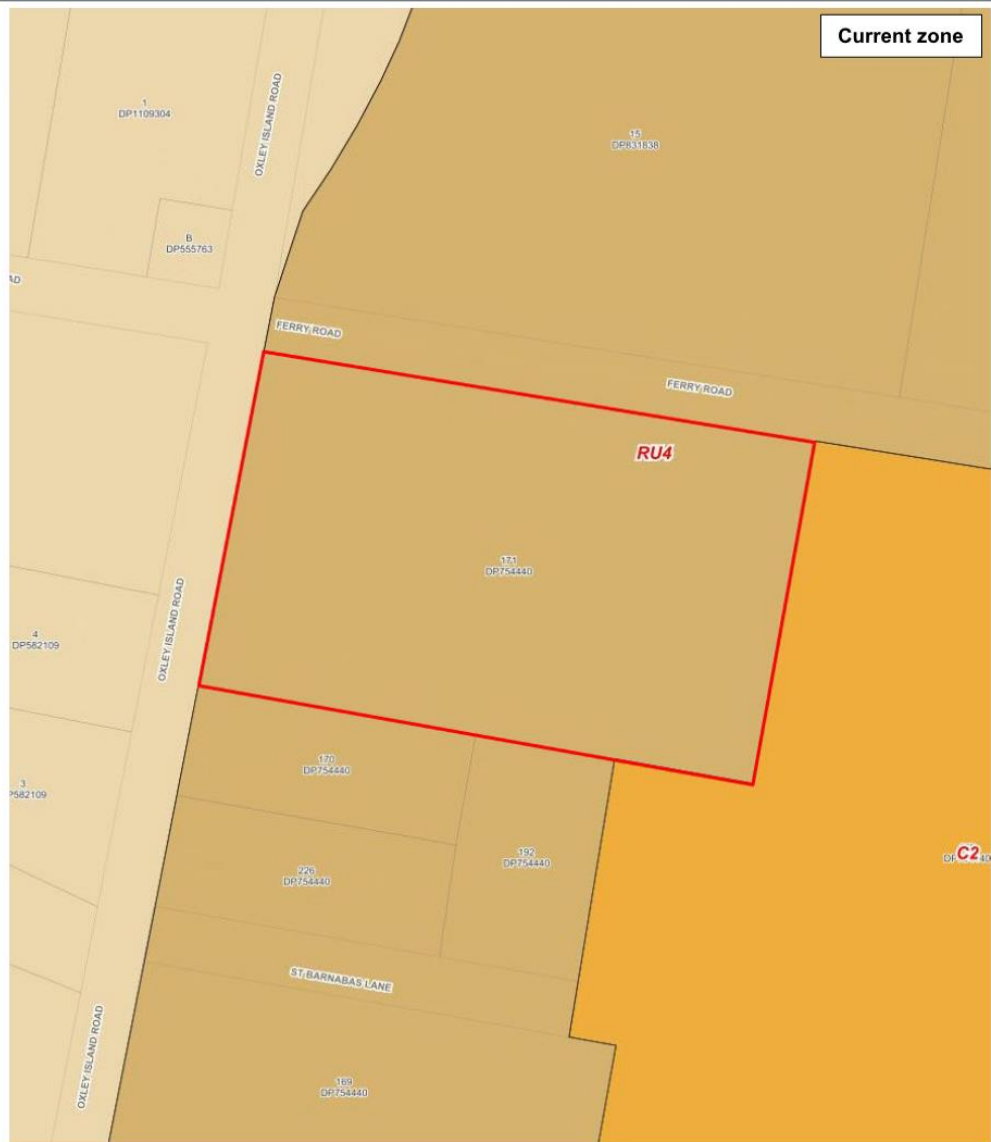 Current zone
1
DP1109304
OXLEY ISLAND ROAD
15
DP831838
B
DP555763
AD
FERRY ROAD
FERRY ROAD
RU4
171
DP754440
OXLEY ISLAND ROAD
4
DP582109
170
DP754440
3
P582109
192
DP754440
C2
226
DP754440
ST BARNABAS LANE
OXLEY ISLAND ROAD
169
DP754440